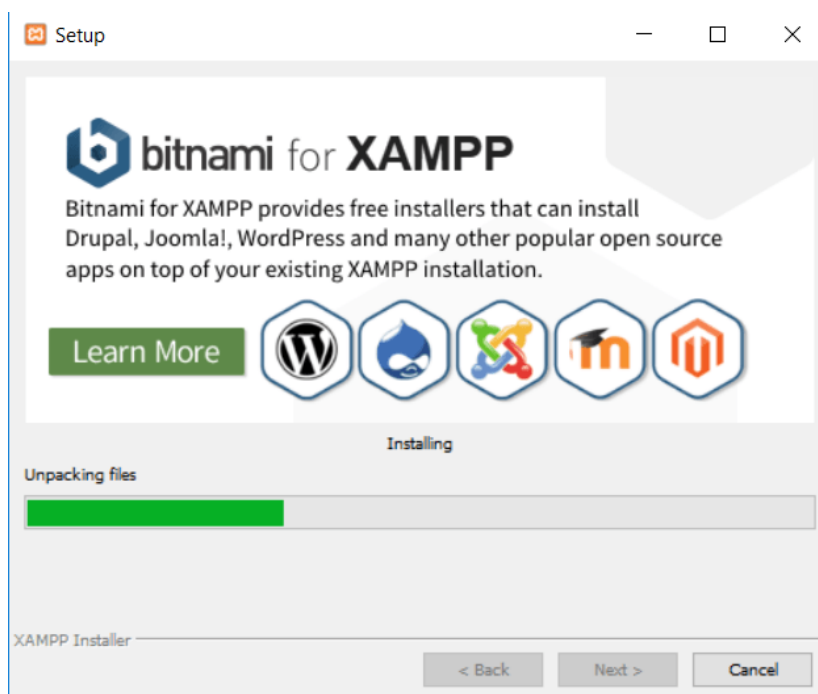 Setup
bitnami for XAMPP
Bitnami for XAMPP provides free installers that can install
Drupal, Joomla!, WordPress and many other popular open source
apps on top of your existing XAMPP installation.
Learn More
Installing
Unpacking files
XAMPP Installer
< Back Next > Cancel